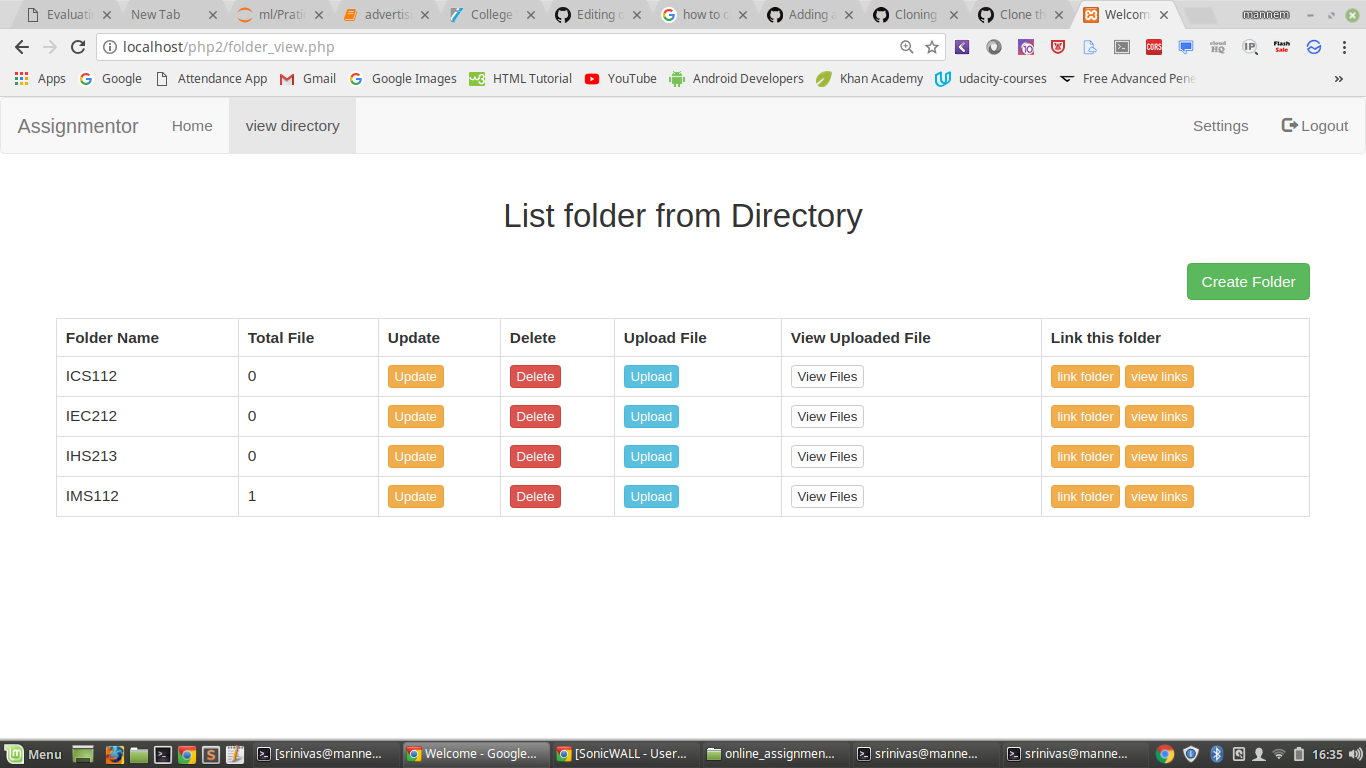 Evaluati New Tab ml/Prati advertis College Editing o how to c Adding a Cloning Clone th Welcom mannem
localhost/php2/folder_view.php
Apps Google Attendance App Gmail Google Images HTML Tutorial YouTube Android Developers Khan Academy udacity-courses Free Advanced Pene »
Assignmentor Home view directory Settings Logout
List folder from Directory
Create Folder
Folder Name Total File Update Delete Upload File View Uploaded File Link this folder
ICS112 0 Update Delete Upload View Files link folder view links
IEC212 0 Update Delete Upload View Files link folder view links
IHS213 0 Update Delete Upload View Files link folder view links
IMS112 1 Update Delete Upload View Files link folder view links
Menu [srinivas@manne... Welcome - Google... [SonicWALL - User... online_assignmen... srinivas@manne... srinivas@manne... 16:35